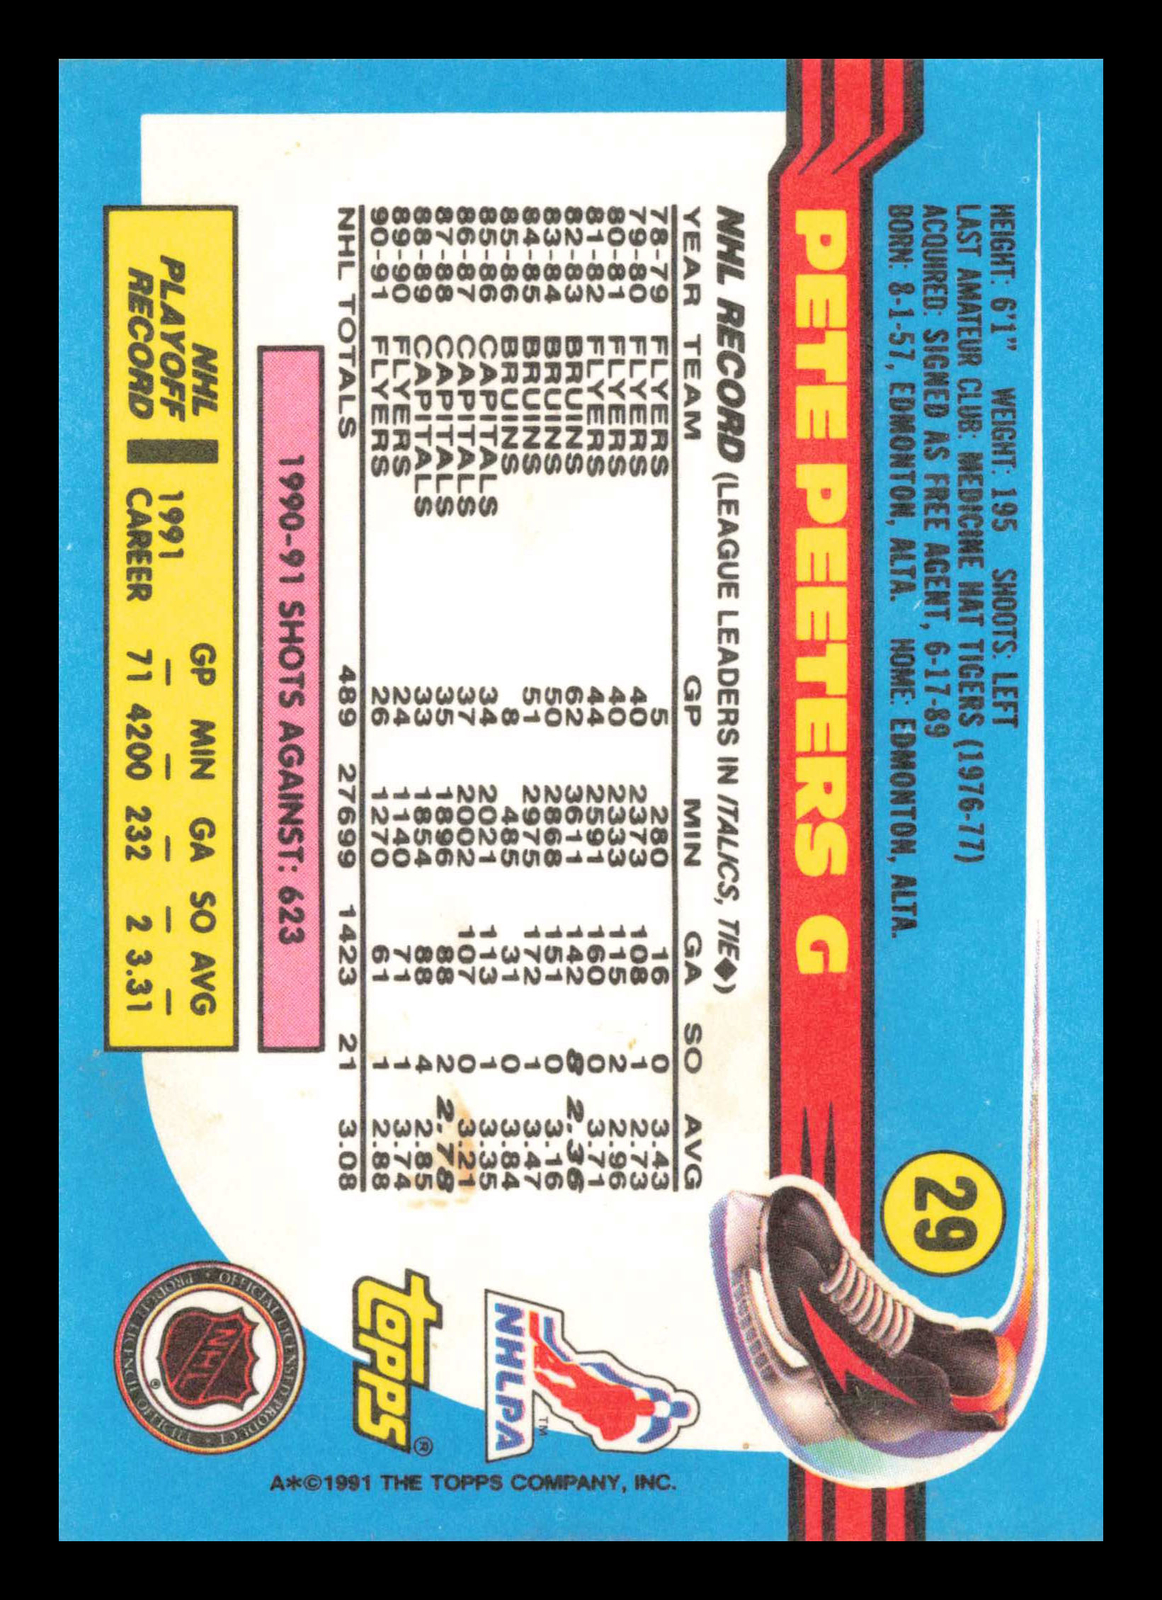 29
HEIGHT: 6'1" WEIGHT: 195 SHOOTS: LEFT
LAST AMATEUR CLUB: MEDICINE HAT TIGERS (1976-77)
ACQUIRED: SIGNED AS FREE AGENT, 6-17-89
BORN: 8-1-57, EDMONTON, ALTA. HOME: EDMONTON, ALTA.
PETE PEETERS G
NHL RECORD (LEAGUE LEADERS IN ITALICS, TIE◆)
YEAR TEAM GP MIN GA SO AVG
78-79 FLYERS 5 280 16 0 3.43
79-80 FLYERS 40 2373 108 1 2.73
80-81 FLYERS 40 2333 115 2 2.96
81-82 FLYERS 44 2591 160 0 3.71
82-83 BRUINS 62 3611 142 8 2.36
83-84 BRUINS 50 2868 151 0 3.16
84-85 BRUINS 51 2975 172 1 3.47
85-86 BRUINS 8 485 31 0 3.84
85-86 CAPITALS 34 2021 113 1 3.35
86-87 CAPITALS 37 2002 107 0 3.21
87-88 CAPITALS 35 1896 88 2 2.78
88-89 CAPITALS 33 1854 88 4 2.85
89-90 FLYERS 24 1140 71 1 3.74
90-91 FLYERS 26 1270 61 1 2.88
NHL TOTALS 489 27699 1423 21 3.08
1990-91 SHOTS AGAINST: 623
NHL PLAYOFF RECORD
GP MIN GA SO AVG
1991 — — — — —
CAREER 71 4200 232 2 3.31
NHLPA™
TOPPS®
OFFICIAL LICENSED PRODUCT • PRODUIT LICENCIÉ OFFICIEL •
NHL®
A*©1991 THE TOPPS COMPANY, INC.